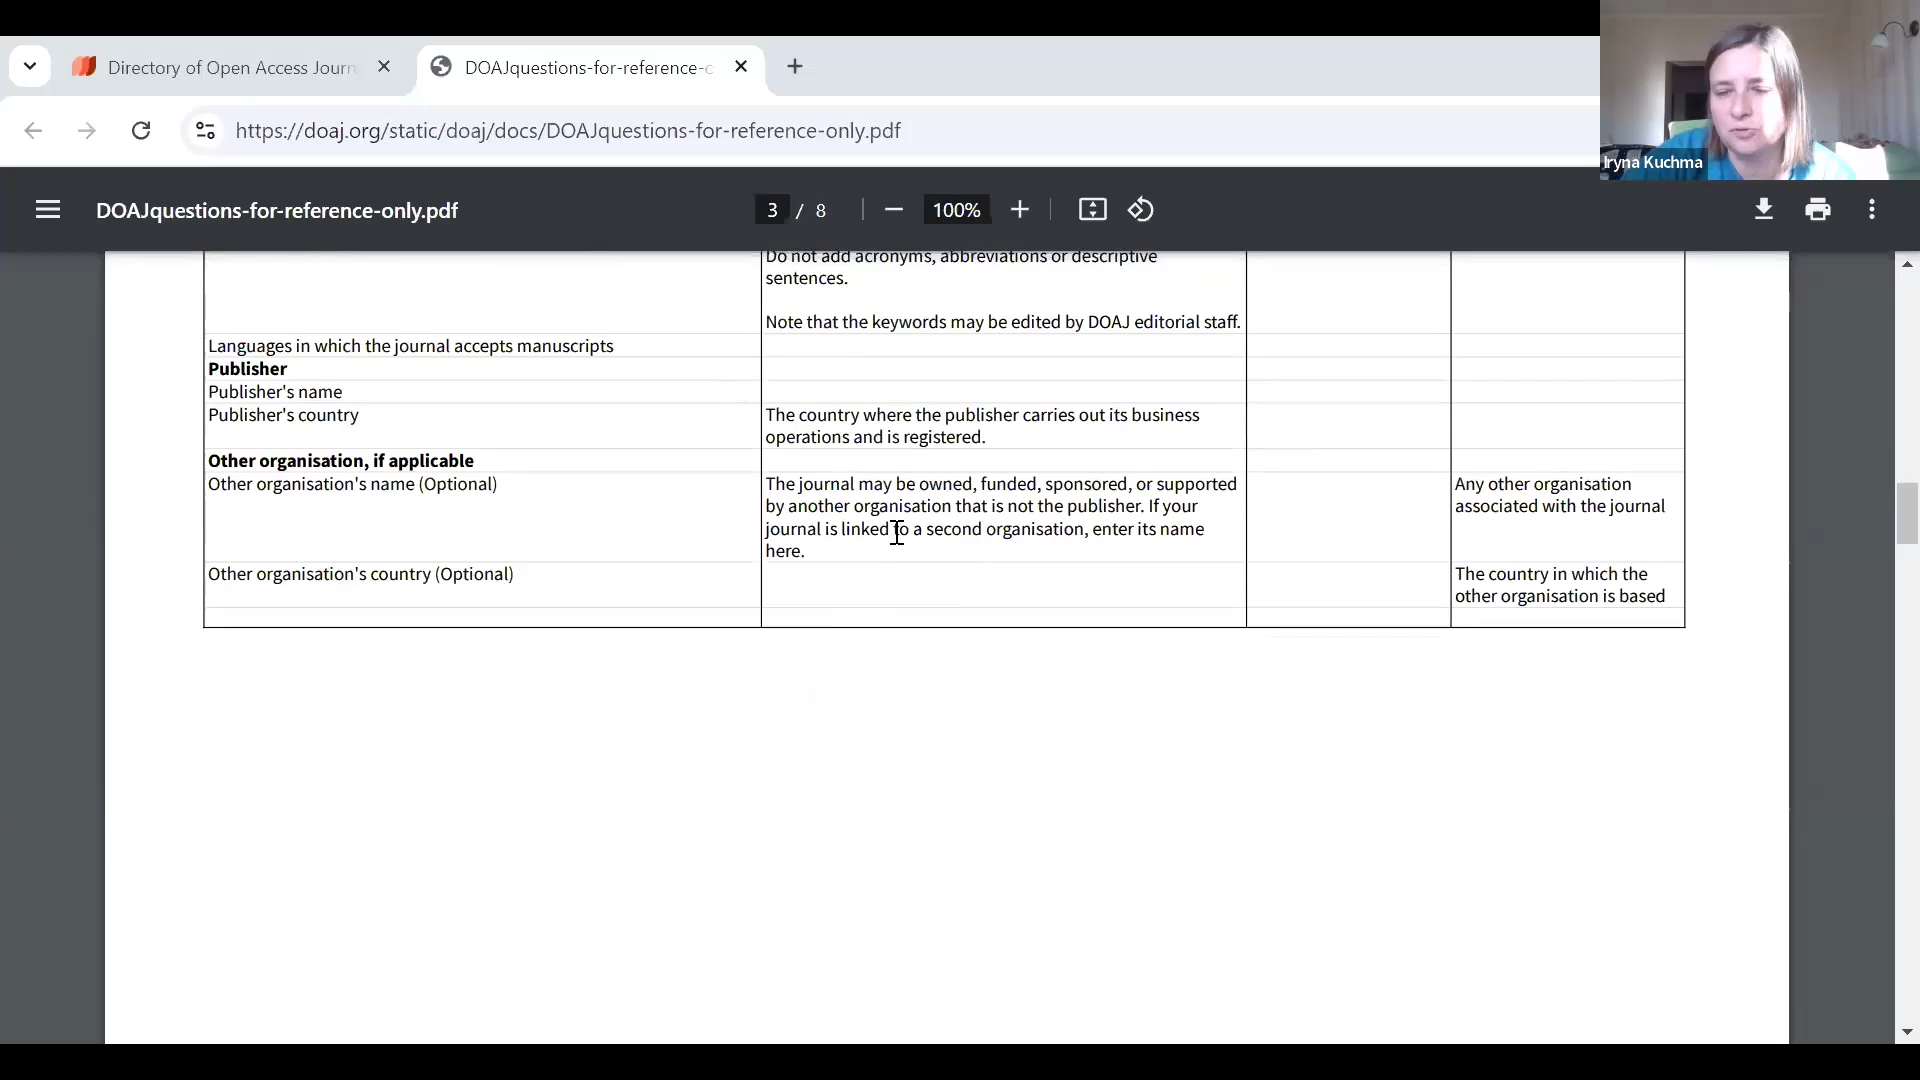 Directory of Open Access Journ
DOAJquestions-for-reference-c
https://doaj.org/static/doaj/docs/DOAJquestions-for-reference-only.pdf
Iryna Kuchma
DOAJquestions-for-reference-only.pdf
3 / 8
100%
Do not add acronyms, abbreviations or descriptive
sentences.
Note that the keywords may be edited by DOAJ editorial staff.
Languages in which the journal accepts manuscripts
Publisher
Publisher's name
Publisher's country
The country where the publisher carries out its business
operations and is registered.
Other organisation, if applicable
Other organisation's name (Optional)
The journal may be owned, funded, sponsored, or supported
by another organisation that is not the publisher. If your
journal is linked to a second organisation, enter its name
here.
Any other organisation
associated with the journal
Other organisation's country (Optional)
The country in which the
other organisation is based